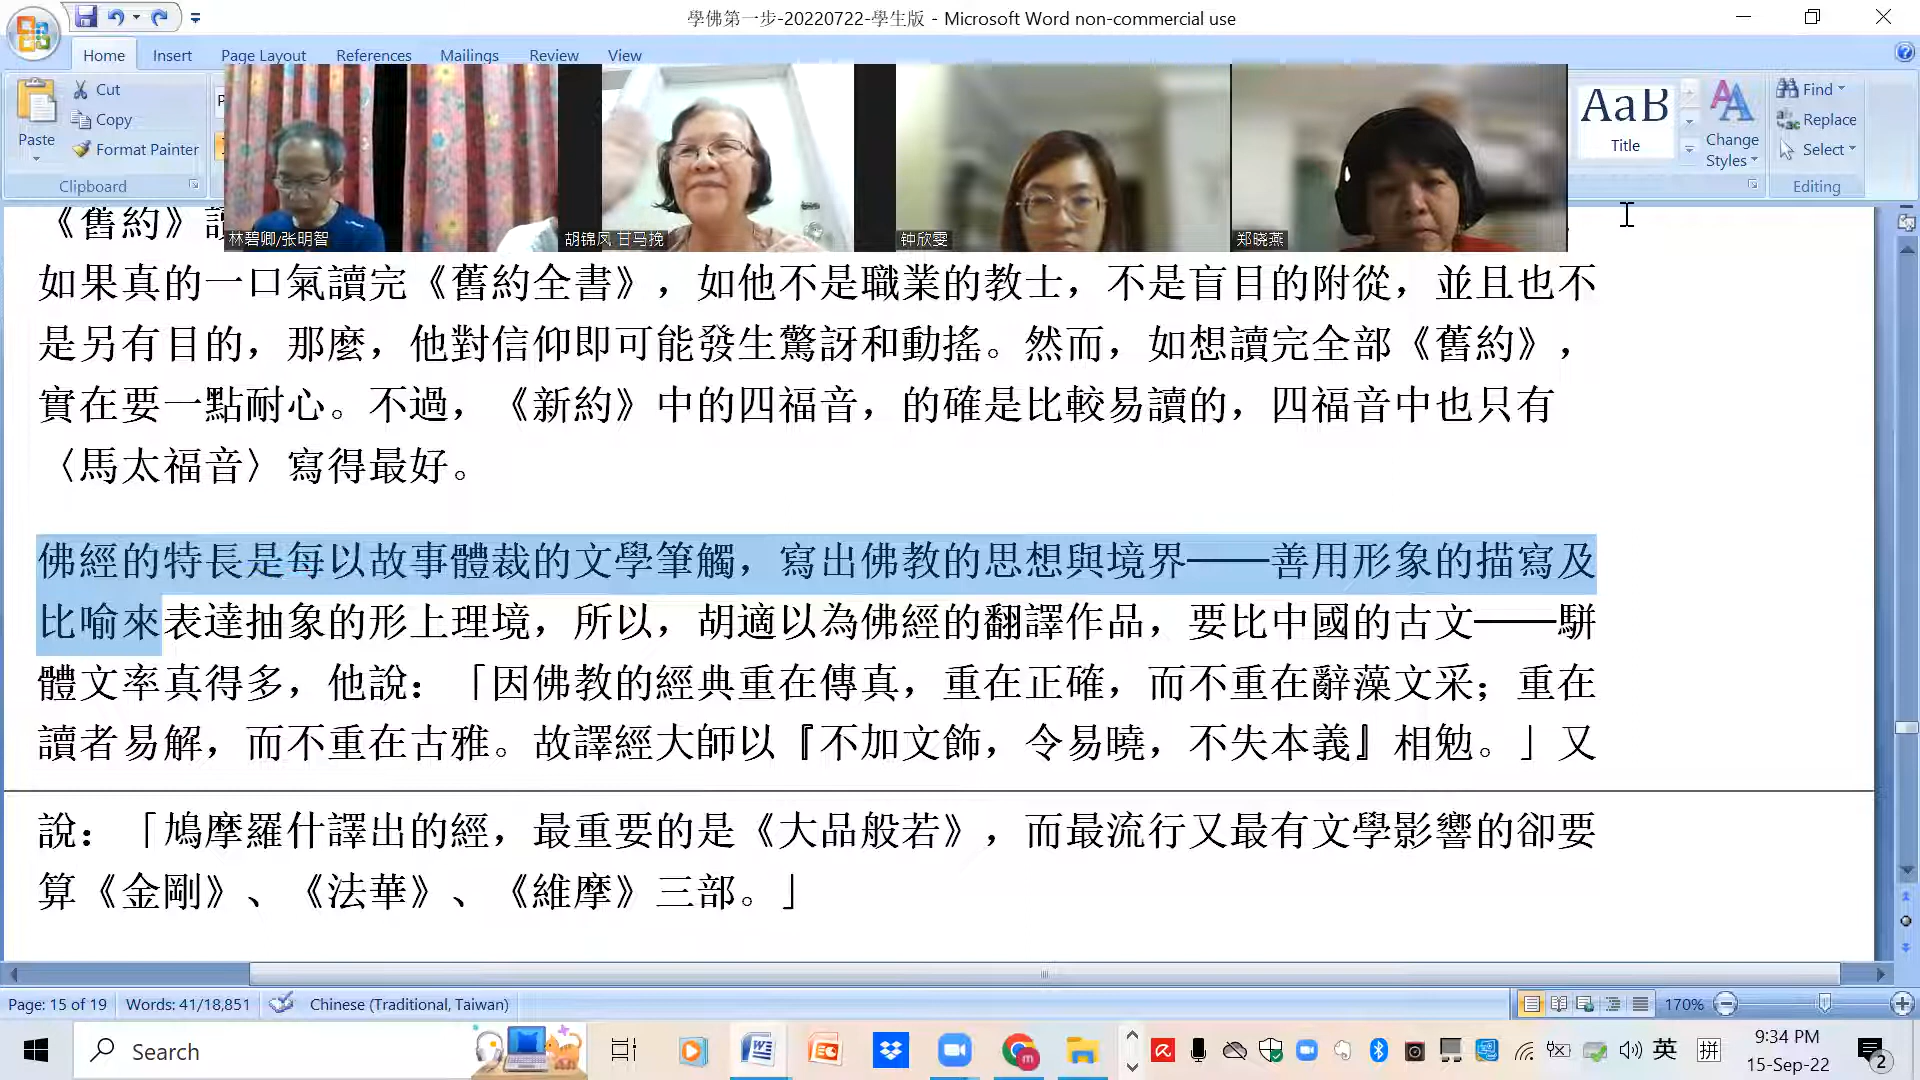 學佛第一步-20220722-學生版 - Microsoft Word non-commercial use
Home Insert Page Layout References Mailings Review View
Paste
Cut
Copy
Format Painter
Clipboard
AaB
Title
Change Styles
Find
Replace
Select
Editing
林碧卿/张明智
胡锦凤 甘马挽
钟欣雯
郑晓燕
《舊約》讀
如果真的一口氣讀完《舊約全書》，如他不是職業的教士，不是盲目的附從，並且也不
是另有目的，那麼，他對信仰即可能發生驚訝和動搖。然而，如想讀完全部《舊約》，
實在要一點耐心。不過，《新約》中的四福音，的確是比較易讀的，四福音中也只有
〈馬太福音〉寫得最好。
佛經的特長是每以故事體裁的文學筆觸，寫出佛教的思想與境界——善用形象的描寫及
比喻來表達抽象的形上理境，所以，胡適以為佛經的翻譯作品，要比中國的古文——駢
體文率真得多，他說：「因佛教的經典重在傳真，重在正確，而不重在辭藻文采；重在
讀者易解，而不重在古雅。故譯經大師以『不加文飾，令易曉，不失本義』相勉。」又
說：「鳩摩羅什譯出的經，最重要的是《大品般若》，而最流行又最有文學影響的卻要
算《金剛》、《法華》、《維摩》三部。」
Page: 15 of 19 Words: 41/18,851 Chinese (Traditional, Taiwan) 170%
Search
英 拼
9:34 PM
15-Sep-22
2